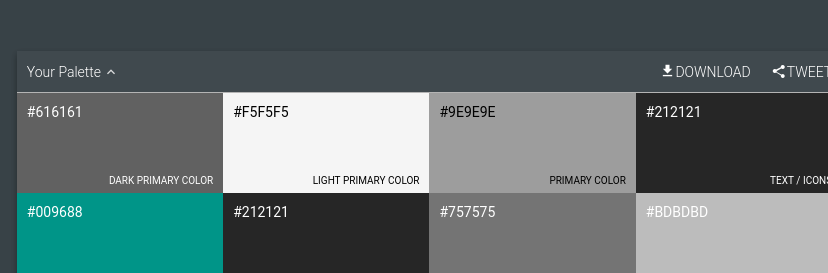 Your Palette
DOWNLOAD
TWEET
#616161
#F5F5F5
#9E9E9E
#212121
DARK PRIMARY COLOR
LIGHT PRIMARY COLOR
PRIMARY COLOR
TEXT / ICONS
#009688
#212121
#757575
#BDBDBD